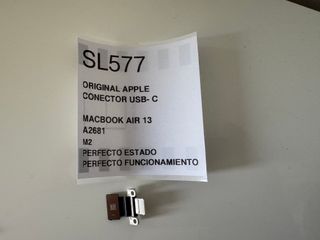 SL577
ORIGINAL APPLE
CONECTOR USB- C
MACBOOK AIR 13
A2681
M2
PERFECTO ESTADO
PERFECTO FUNCIONAMIENTO